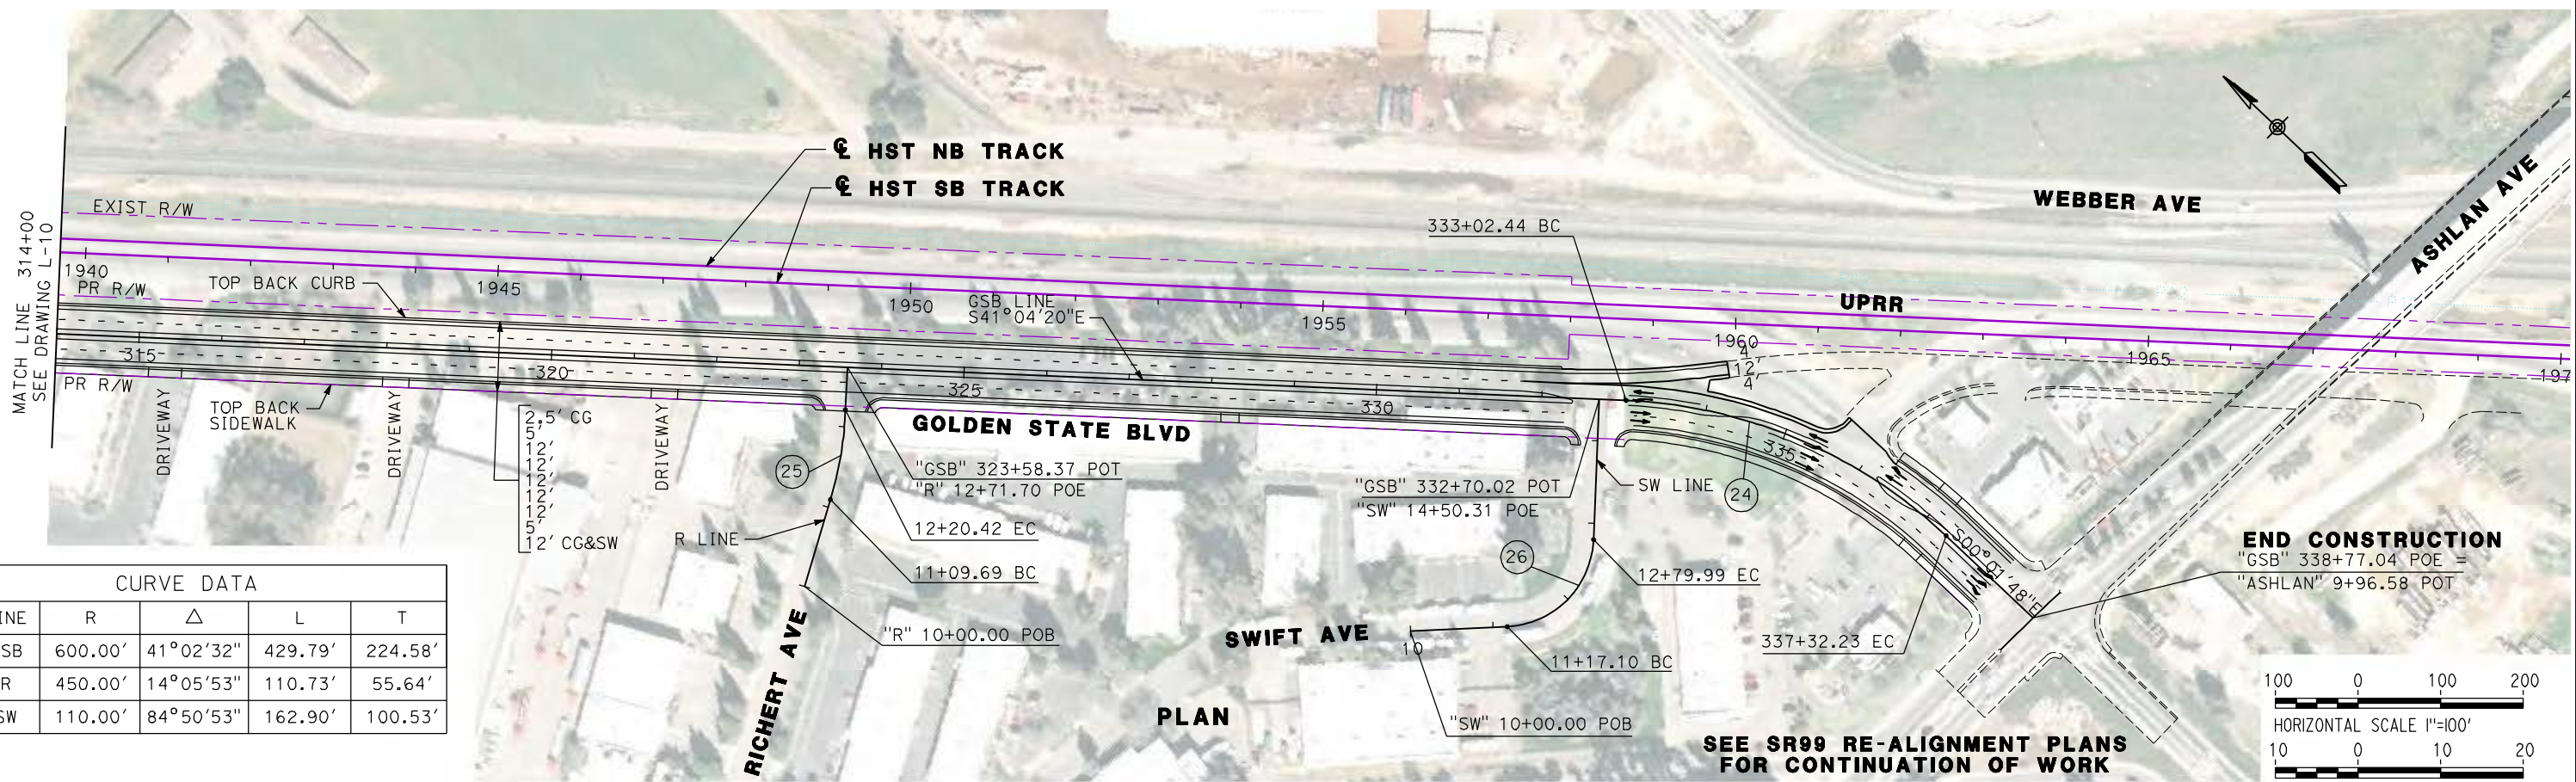 ℄ HST NB TRACK
℄ HST SB TRACK
EXIST R/W
MATCH LINE 314+00
SEE DRAWING L-10
1940
1945
1950
1955
1960
1965
197
PR R/W
TOP BACK CURB
GSB LINE
S41°04'20"E
333+02.44 BC
UPRR
WEBBER AVE
ASHLAN AVE
4'
12'
4'
315
320
325
330
335
PR R/W
TOP BACK
SIDEWALK
DRIVEWAY
DRIVEWAY
DRIVEWAY
2,5' CG
5'
12'
12'
12'
12'
12'
5'
12' CG&SW
GOLDEN STATE BLVD
25
"GSB" 323+58.37 POT
"R" 12+71.70 POE
12+20.42 EC
R LINE
11+09.69 BC
"R" 10+00.00 POB
RICHERT AVE
"GSB" 332+70.02 POT
"SW" 14+50.31 POE
SW LINE
24
26
12+79.99 EC
SWIFT AVE
10
11+17.10 BC
"SW" 10+00.00 POB
337+32.23 EC
S00°01'48"E
END CONSTRUCTION
"GSB" 338+77.04 POE =
"ASHLAN" 9+96.58 POT
CURVE DATA
INE R △ L T
SB 600.00' 41°02'32" 429.79' 224.58'
R 450.00' 14°05'53" 110.73' 55.64'
SW 110.00' 84°50'53" 162.90' 100.53'
PLAN
SEE SR99 RE-ALIGNMENT PLANS
FOR CONTINUATION OF WORK
100 0 100 200
HORIZONTAL SCALE 1"=100'
10 0 10 20